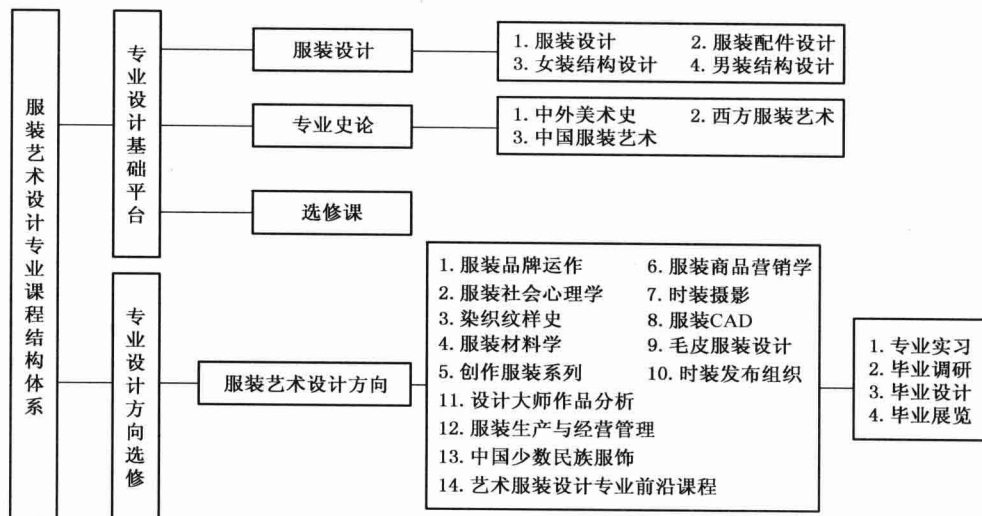 服装艺术设计专业课程结构体系
专业设计基础平台
服装设计
1. 服装设计 2. 服装配件设计
3. 女装结构设计 4. 男装结构设计
专业史论
1. 中外美术史 2. 西方服装艺术
3. 中国服装艺术
选修课
专业设计方向选修
服装艺术设计方向
1. 服装品牌运作 6. 服装商品营销学
2. 服装社会心理学 7. 时装摄影
3. 染织纹样史 8. 服装CAD
4. 服装材料学 9. 毛皮服装设计
5. 创作服装系列 10. 时装发布组织
11. 设计大师作品分析
12. 服装生产与经营管理
13. 中国少数民族服饰
14. 艺术服装设计专业前沿课程
1. 专业实习
2. 毕业调研
3. 毕业设计
4. 毕业展览